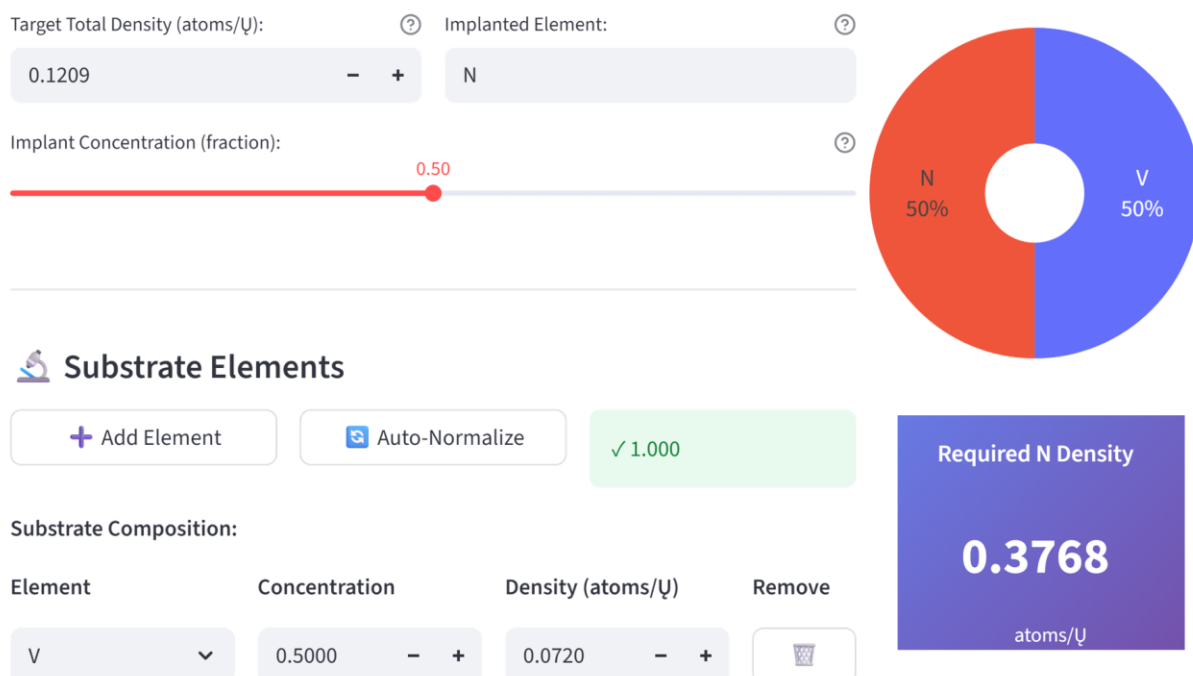 Target Total Density (atoms/Ų):
Implanted Element:
0.1209
N
Implant Concentration (fraction):
0.50
N
50%
V
50%
Substrate Elements
Add Element
Auto-Normalize
✓ 1.000
Required N Density
0.3768
atoms/Ų
Substrate Composition:
Element
Concentration
Density (atoms/Ų)
Remove
V
0.5000
0.0720